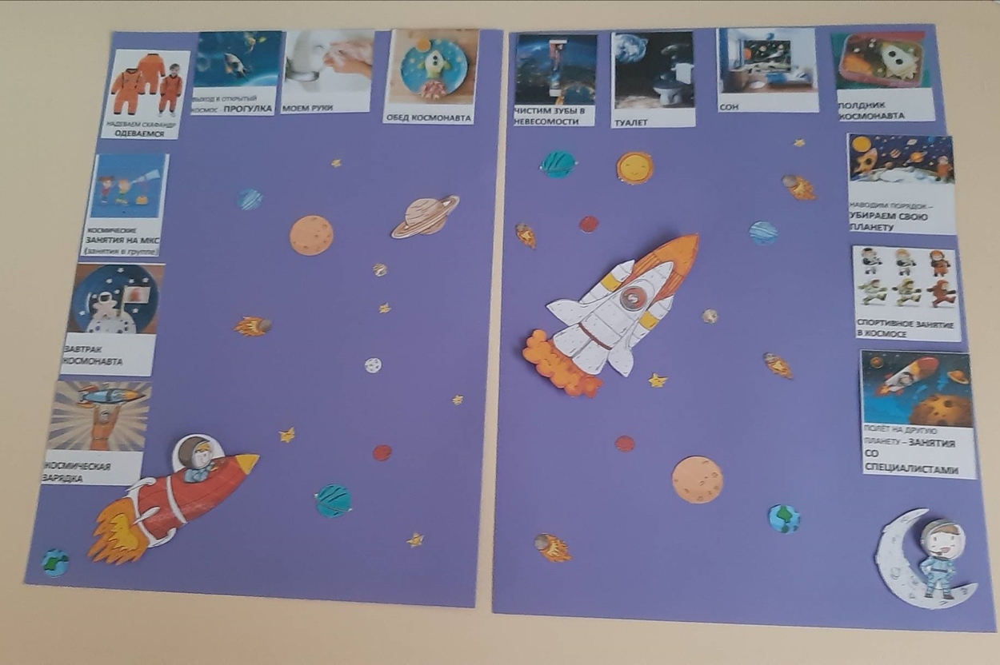 НАДЕВАЕМ СКАФАНДР
ОДЕВАЕМСЯ
ВЫХОД В ОТКРЫТЫЙ
КОСМОС - ПРОГУЛКА
МОЕМ РУКИ
ОБЕД КОСМОНАВТА
ЧИСТИМ ЗУБЫ В
НЕВЕСОМОСТИ
ТУАЛЕТ
СОН
ПОЛДНИК
КОСМОНАВТА
КОСМИЧЕСКИЕ
ЗАНЯТИЯ НА МКС
(занятия в группе)
ЗАВТРАК
КОСМОНАВТА
КОСМИЧЕСКАЯ
ЗАРЯДКА
НАВОДИМ ПОРЯДОК –
УБИРАЕМ СВОЮ
ПЛАНЕТУ
СПОРТИВНОЕ ЗАНЯТИЕ
В КОСМОСЕ
ПОЛЁТ НА ДРУГУЮ
ПЛАНЕТУ – ЗАНЯТИЯ
СО
СПЕЦИАЛИСТАМИ